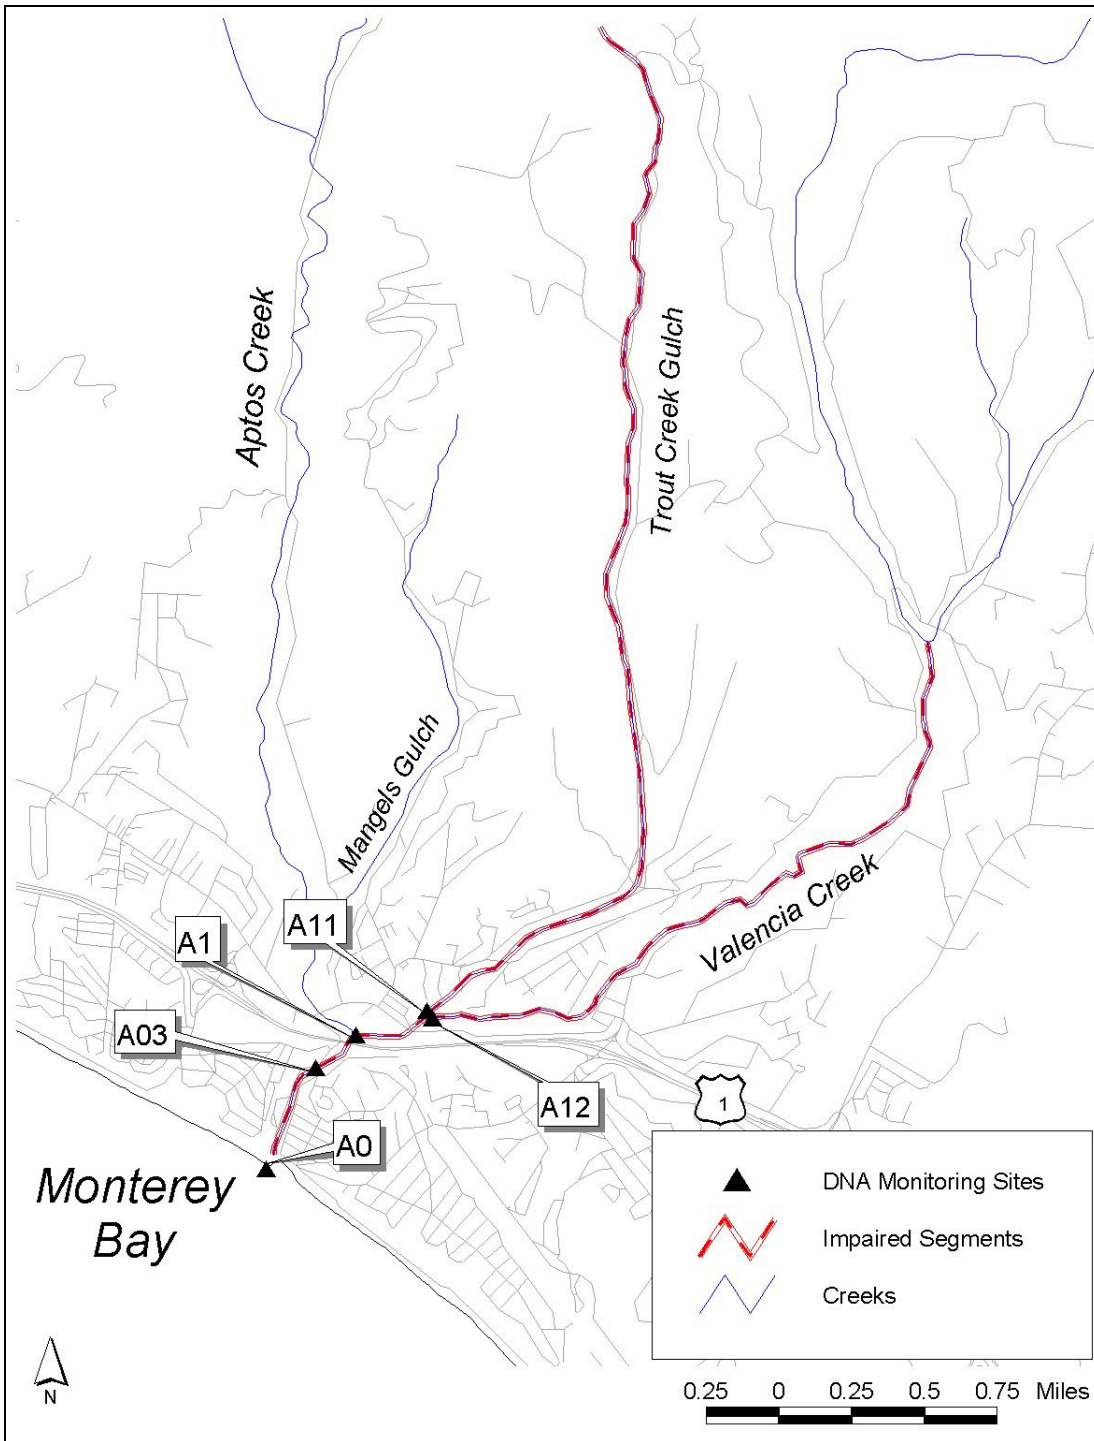 Aptos Creek
Trout Creek Gulch
Mangels Gulch
Valencia Creek
A11
A1
A03
A12
A0
1
Monterey
Bay
DNA Monitoring Sites
Impaired Segments
Creeks
N
0.25 0 0.25 0.5 0.75 Miles